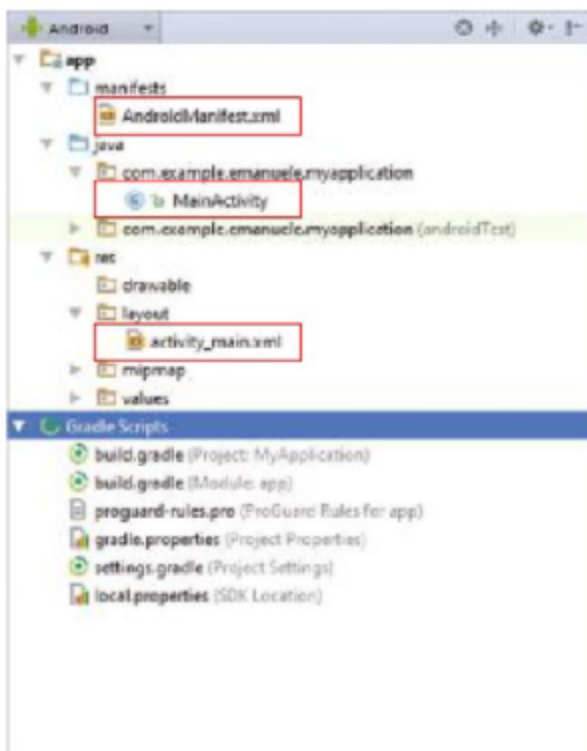 Android
app
manifests
AndroidManifest.xml
java
com.example.emanuele.myapplication
MainActivity
com.example.emanuele.myapplication (androidTest)
res
drawable
layout
activity_main.xml
mipmap
values
Gradle Scripts
build.gradle (Project: MyApplication)
build.gradle (Module: app)
proguard-rules.pro (ProGuard Rules for app)
gradle.properties (Project Properties)
settings.gradle (Project Settings)
local.properties (SDK Location)